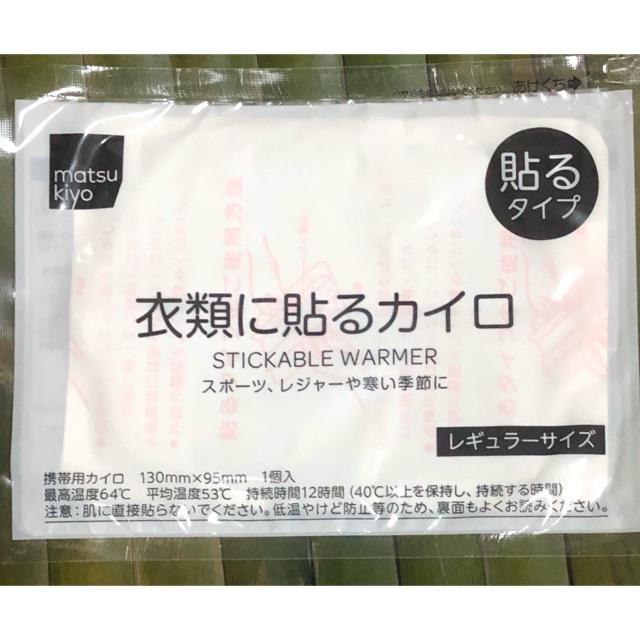 あけくち⇨
matsu
kiyo
貼る
タイプ
衣類に貼るカイロ
STICKABLE WARMER
スポーツ、レジャーや寒い季節に
レギュラーサイズ
携帯用カイロ 130mm×95mm 1個入
最高温度64℃ 平均温度53℃ 持続時間12時間 (40℃以上を保持し、持続する時間)
注意：肌に直接貼らないでください。低温やけど防止等のため、裏面もよくお読みください。